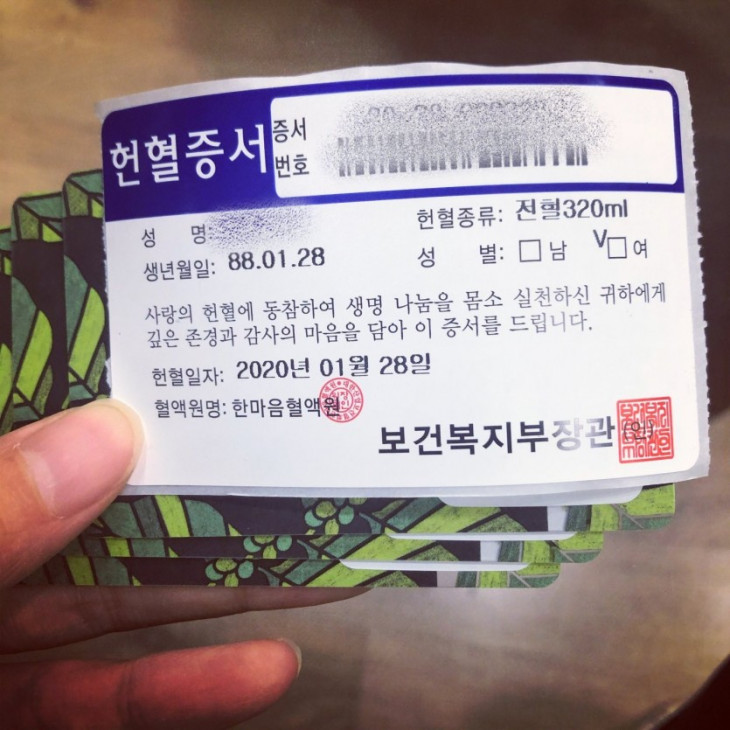 헌혈증서
증서
번호
성 명:
헌혈종류: 전혈320ml
생년월일: 88.01.28
성 별: □ 남 V□ 여
사랑의 헌혈에 동참하여 생명 나눔을 몸소 실천하신 귀하에게
깊은 존경과 감사의 마음을 담아 이 증서를 드립니다.
헌혈일자: 2020년 01월 28일
혈액원명: 한마음혈액원
보건복지부장관 (인)